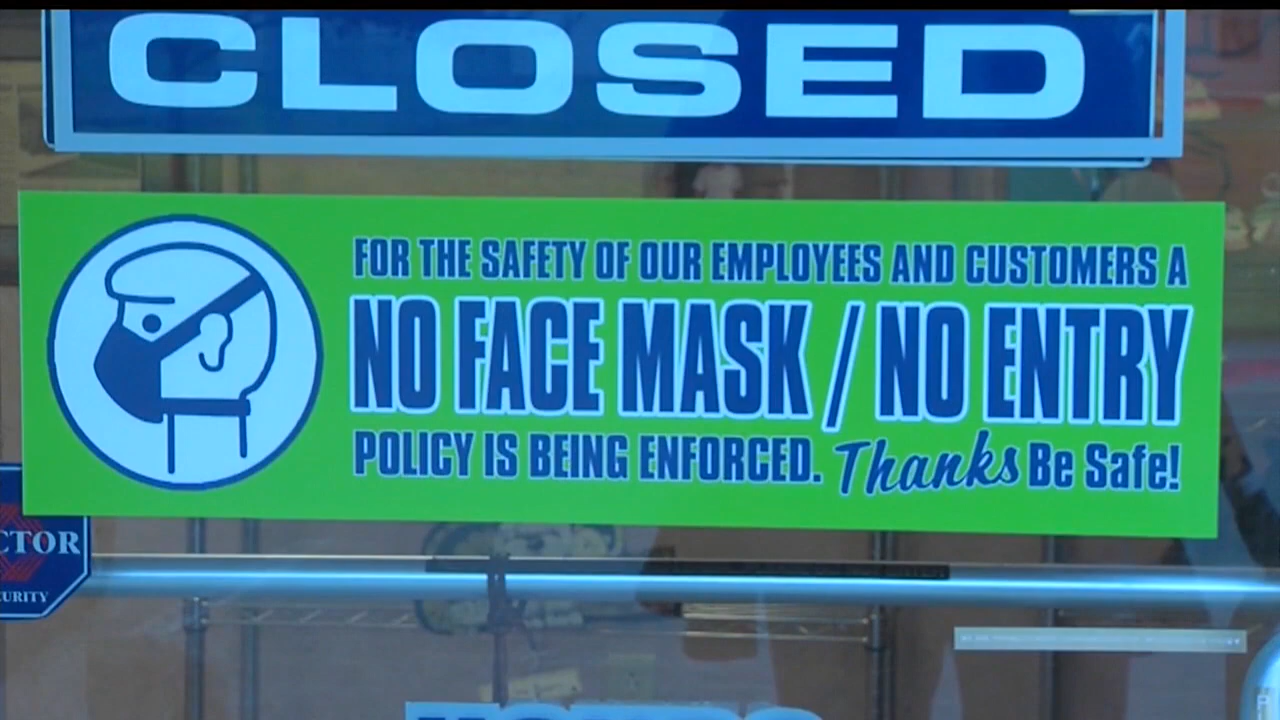 CLOSED
FOR THE SAFETY OF OUR EMPLOYEES AND CUSTOMERS A
NO FACE MASK / NO ENTRY
POLICY IS BEING ENFORCED. Thanks Be Safe!
CTOR
CURITY